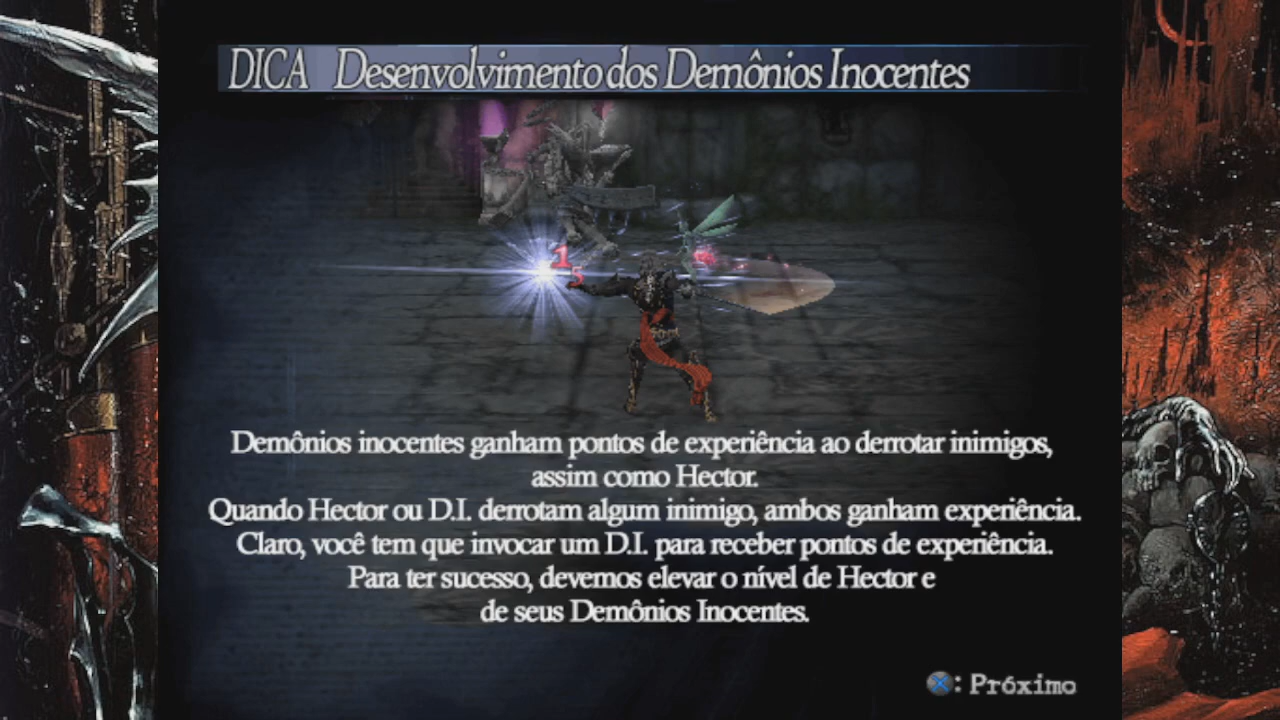 DICA Desenvolvimento dos Demônios Inocentes
1
5
Demônios inocentes ganham pontos de experiência ao derrotar inimigos,
assim como Hector.
Quando Hector ou D.I. derrotam algum inimigo, ambos ganham experiência.
Claro, você tem que invocar um D.I. para receber pontos de experiência.
Para ter sucesso, devemos elevar o nível de Hector e
de seus Demônios Inocentes.
: Próximo